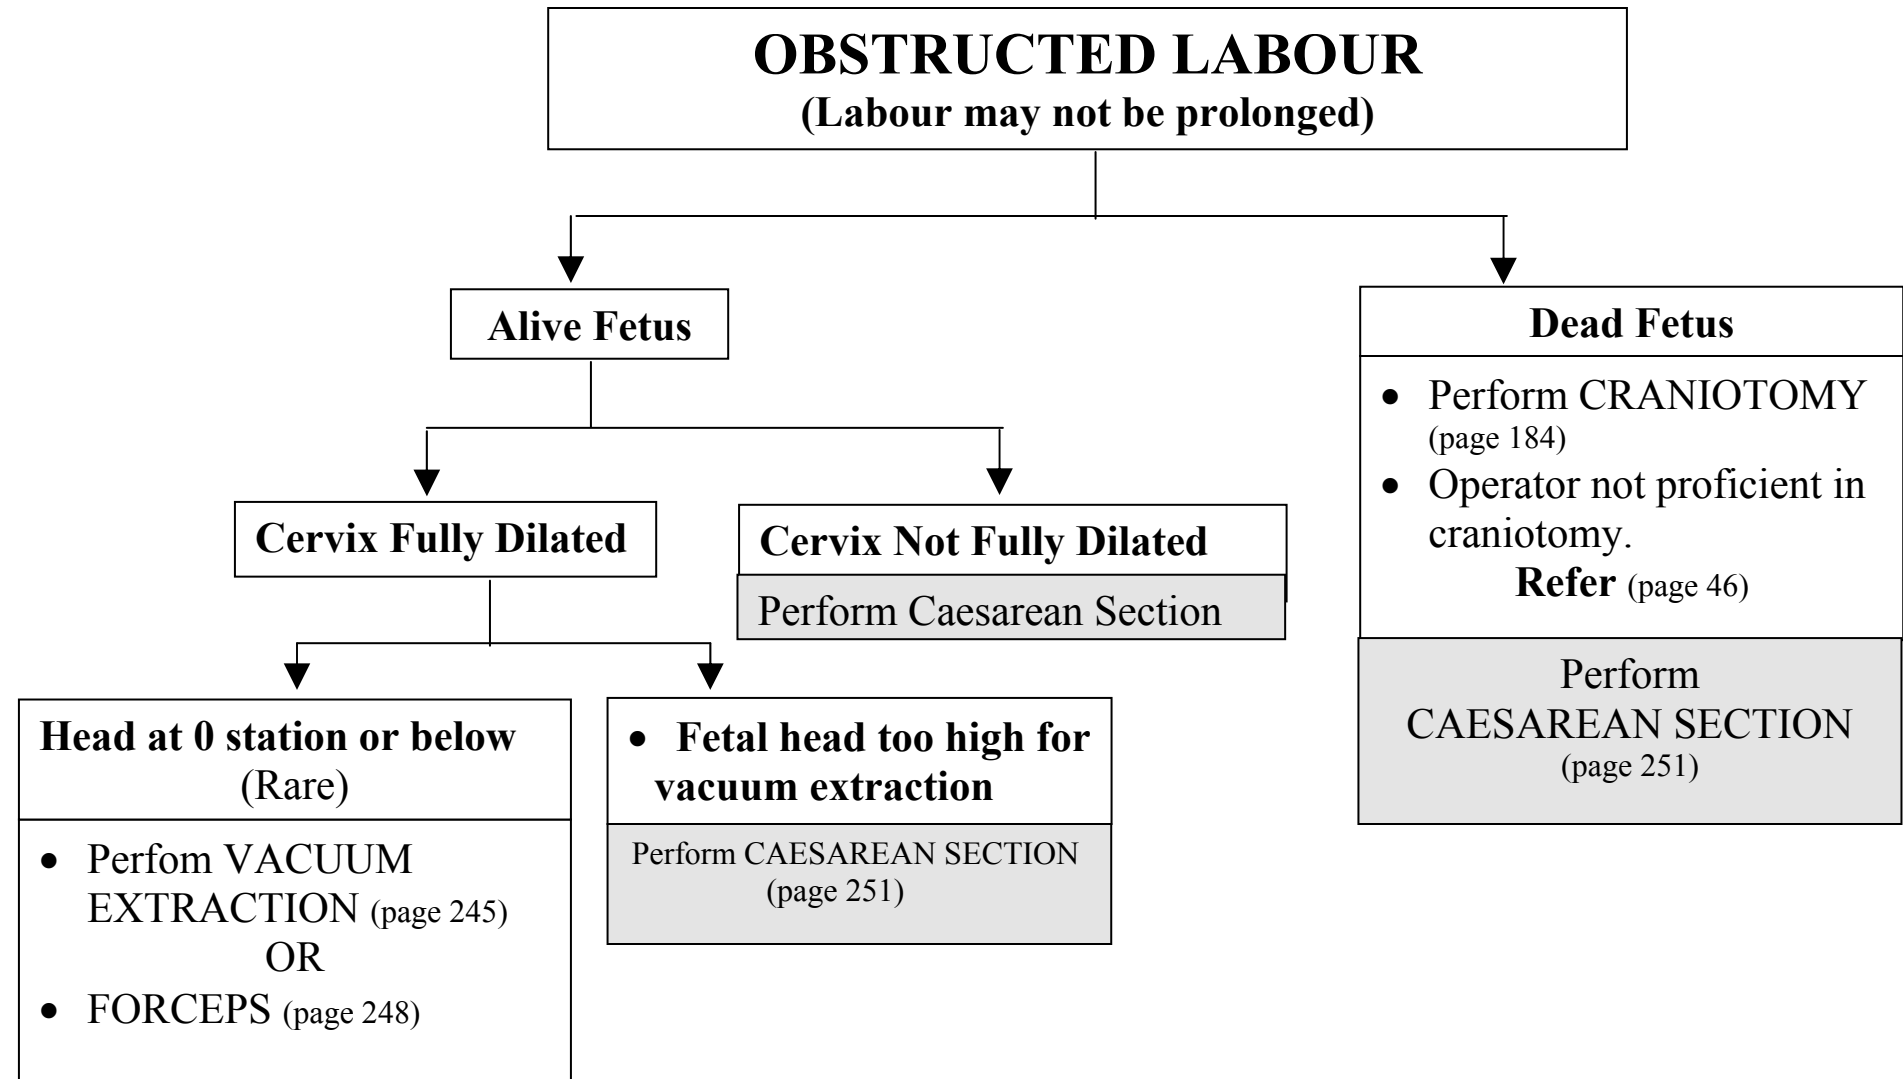 OBSTRUCTED LABOUR
(Labour may not be prolonged)
Alive Fetus
Dead Fetus
• Perform CRANIOTOMY
(page 184)
• Operator not proficient in
craniotomy.
Refer (page 46)
Perform
CAESAREAN SECTION
(page 251)
Cervix Fully Dilated
Cervix Not Fully Dilated
Perform Caesarean Section
Head at 0 station or below
(Rare)
• Perfom VACUUM
EXTRACTION (page 245)
OR
• FORCEPS (page 248)
• Fetal head too high for
vacuum extraction
Perform CAESAREAN SECTION
(page 251)